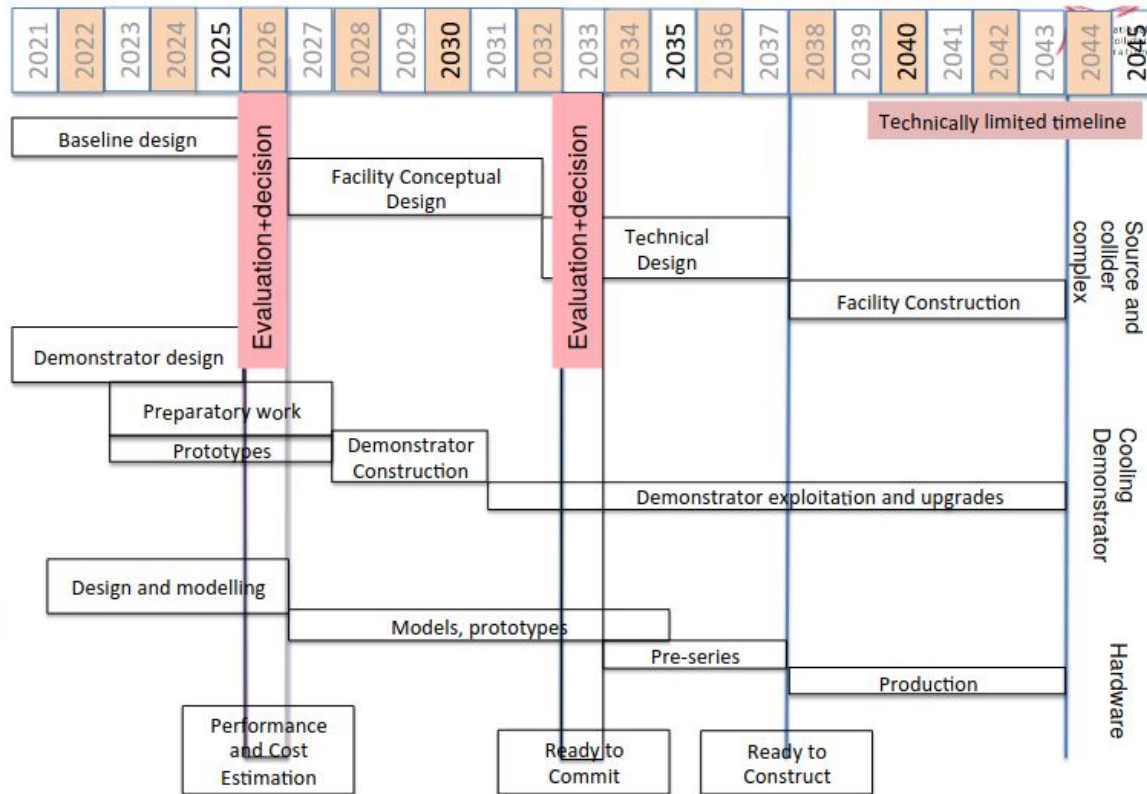 2021 2022 2023 2024 2025 2026 2027 2028 2029 2030 2031 2032 2033 2034 2035 2036 2037 2038 2039 2040 2041 2042 2043 2044 2045
Technically limited timeline
Baseline design
Evaluation+decision
Facility Conceptual
Design
Evaluation+decision
Technical
Design
Facility Construction
Source and
collider
complex
Demonstrator design
Preparatory work
Prototypes
Demonstrator
Construction
Demonstrator exploitation and upgrades
Cooling
Demonstrator
Design and modelling
Models, prototypes
Pre-series
Production
Hardware
Performance
and Cost
Estimation
Ready to
Commit
Ready to
Construct